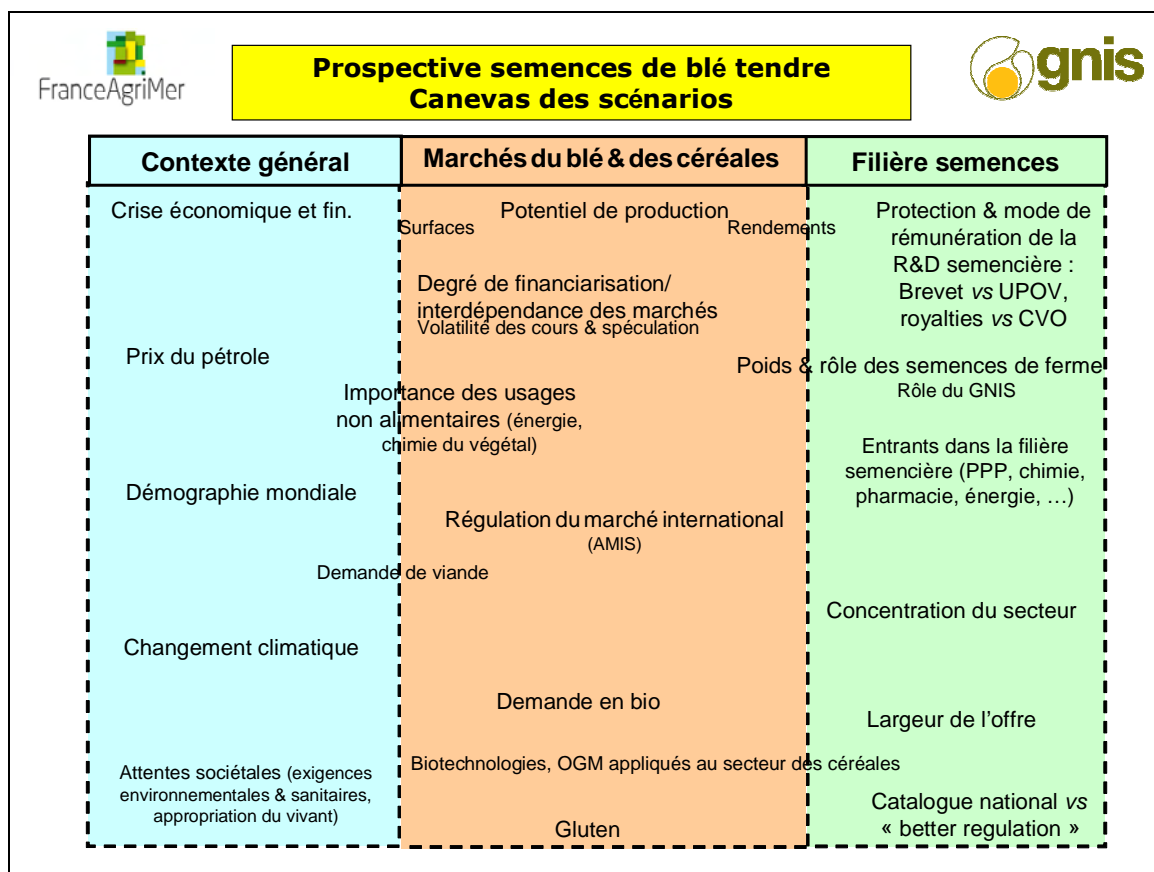 FranceAgriMer
Prospective semences de blé tendre
Canevas des scénarios
gnis
Contexte général
Marchés du blé & des céréales
Filière semences
Crise économique et fin.
Prix du pétrole
Démographie mondiale
Demande de viande
Changement climatique
Attentes sociétales (exigences
environnementales & sanitaires,
appropriation du vivant)
Potentiel de production
Surfaces
Rendements
Degré de financiarisation/
interdépendance des marchés
Volatilité des cours & spéculation
Importance des usages
non alimentaires (énergie,
chimie du végétal)
Régulation du marché international
(AMIS)
Demande en bio
Biotechnologies, OGM appliqués au secteur des céréales
Gluten
Protection & mode de
rémunération de la
R&D semencière :
Brevet vs UPOV,
royalties vs CVO
Poids & rôle des semences de ferme
Rôle du GNIS
Entrants dans la filière
semencière (PPP, chimie,
pharmacie, énergie, …)
Concentration du secteur
Largeur de l’offre
Catalogue national vs
« better regulation »